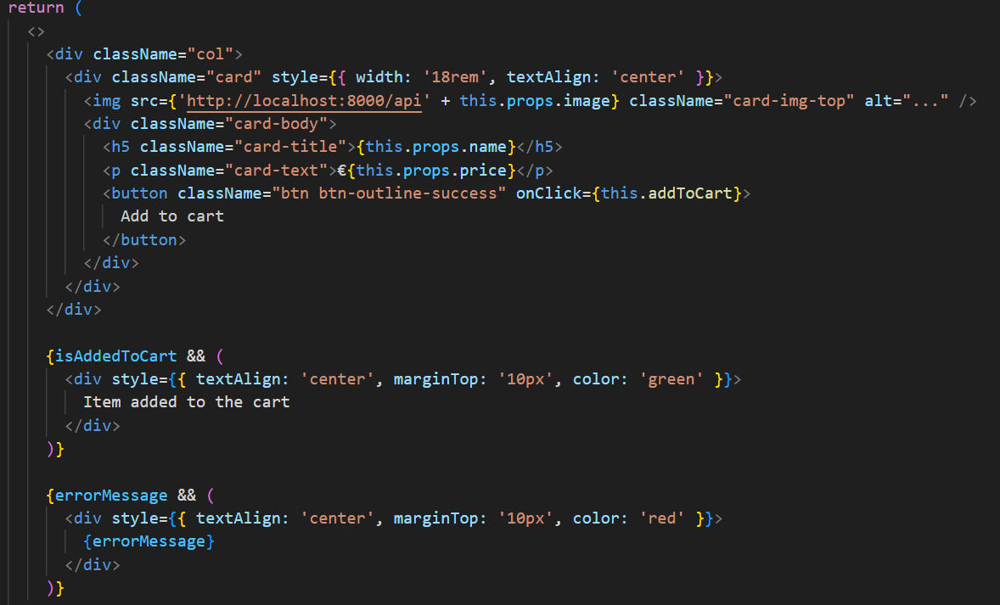 return (
<>
<div className="col">
<div className="card" style={{ width: '18rem', textAlign: 'center' }}>
<img src={'http://localhost:8000/api' + this.props.image} className="card-img-top" alt="..." />
<div className="card-body">
<h5 className="card-title">{this.props.name}</h5>
<p className="card-text">€{this.props.price}</p>
<button className="btn btn-outline-success" onClick={this.addToCart}>
Add to cart
</button>
</div>
</div>
</div>
{isAddedToCart && (
<div style={{ textAlign: 'center', marginTop: '10px', color: 'green' }}>
Item added to the cart
</div>
)}
{errorMessage && (
<div style={{ textAlign: 'center', marginTop: '10px', color: 'red' }}>
{errorMessage}
</div>
)}